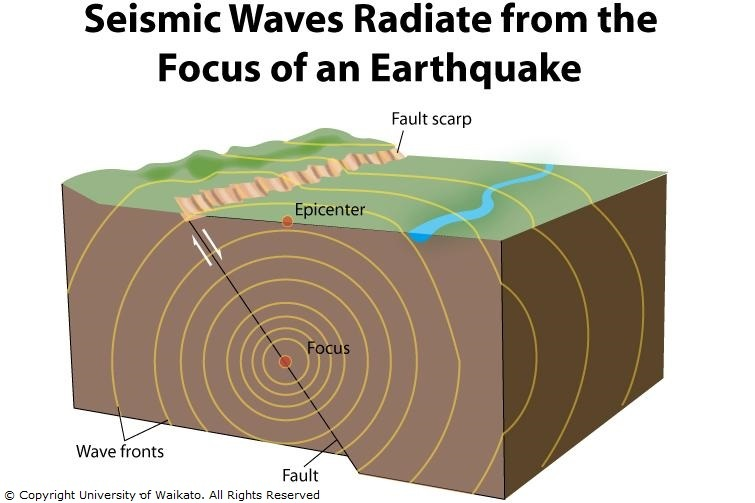 Seismic Waves Radiate from the
Focus of an Earthquake
Fault scarp
Epicenter
Focus
Wave fronts
Fault
© Copyright University of Waikato. All Rights Reserved